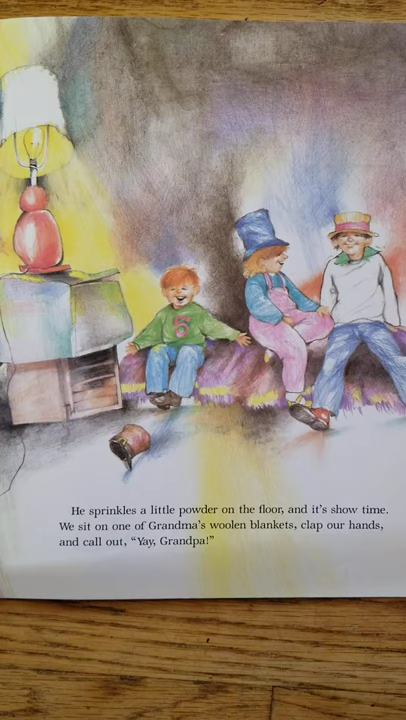 6
He sprinkles a little powder on the floor, and it's show time.
We sit on one of Grandma's woolen blankets, clap our hands,
and call out, “Yay, Grandpa!”